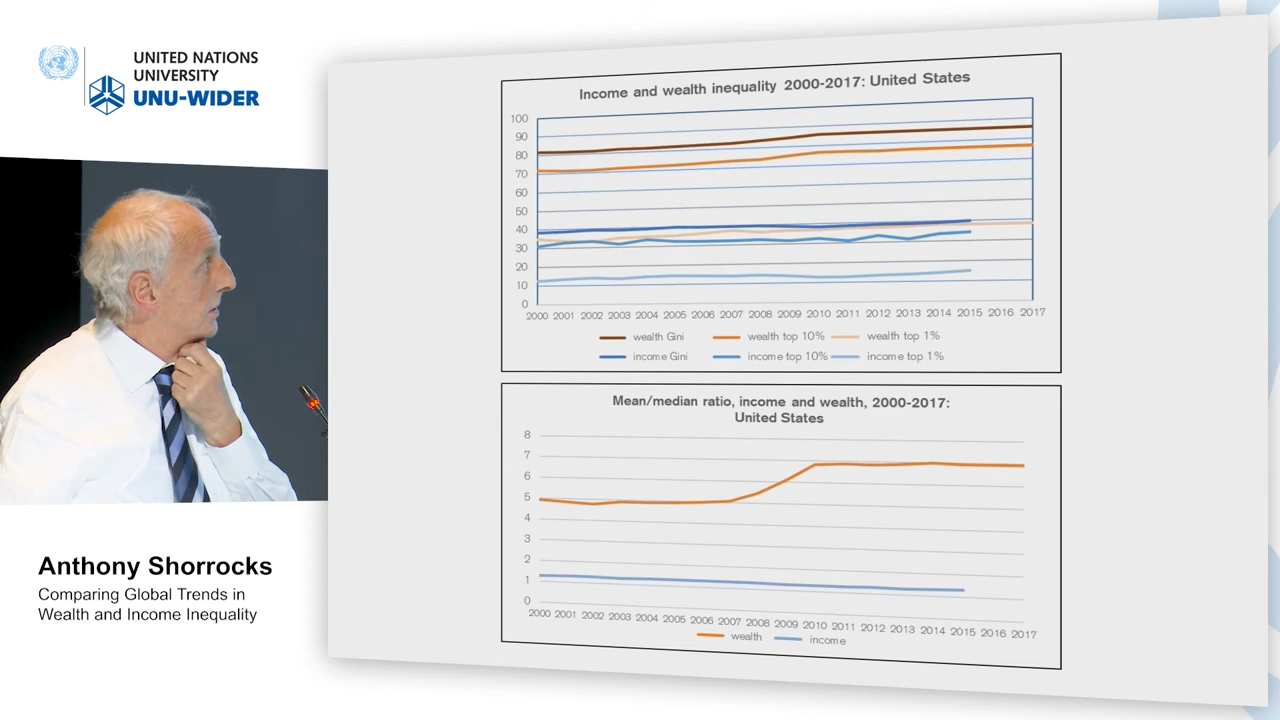 UNITED NATIONS
UNIVERSITY
UNU-WIDER
Anthony Shorrocks
Comparing Global Trends in
Wealth and Income Inequality
Income and wealth inequality 2000-2017: United States
100
90
80
70
60
50
40
30
20
10
0
2000 2001 2002 2003 2004 2005 2006 2007 2008 2009 2010 2011 2012 2013 2014 2015 2016 2017
wealth Gini wealth top 10% wealth top 1%
income Gini income top 10% income top 1%
Mean/median ratio, income and wealth, 2000-2017:
United States
8
7
6
5
4
3
2
1
0
2000 2001 2002 2003 2004 2005 2006 2007 2008 2009 2010 2011 2012 2013 2014 2015 2016 2017
wealth income